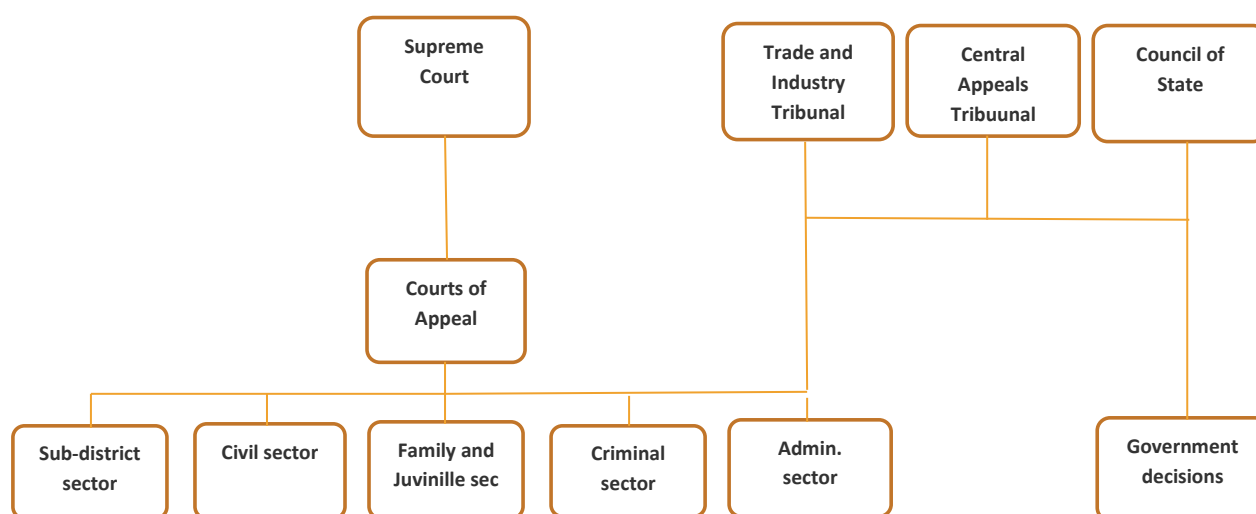 Supreme
Court
Trade and
Industry
Tribunal
Central
Appeals
Tribuunal
Council of
State
Courts of
Appeal
Sub-district
sector
Civil sector
Family and
Juvinille sec
Criminal
sector
Admin.
sector
Government
decisions